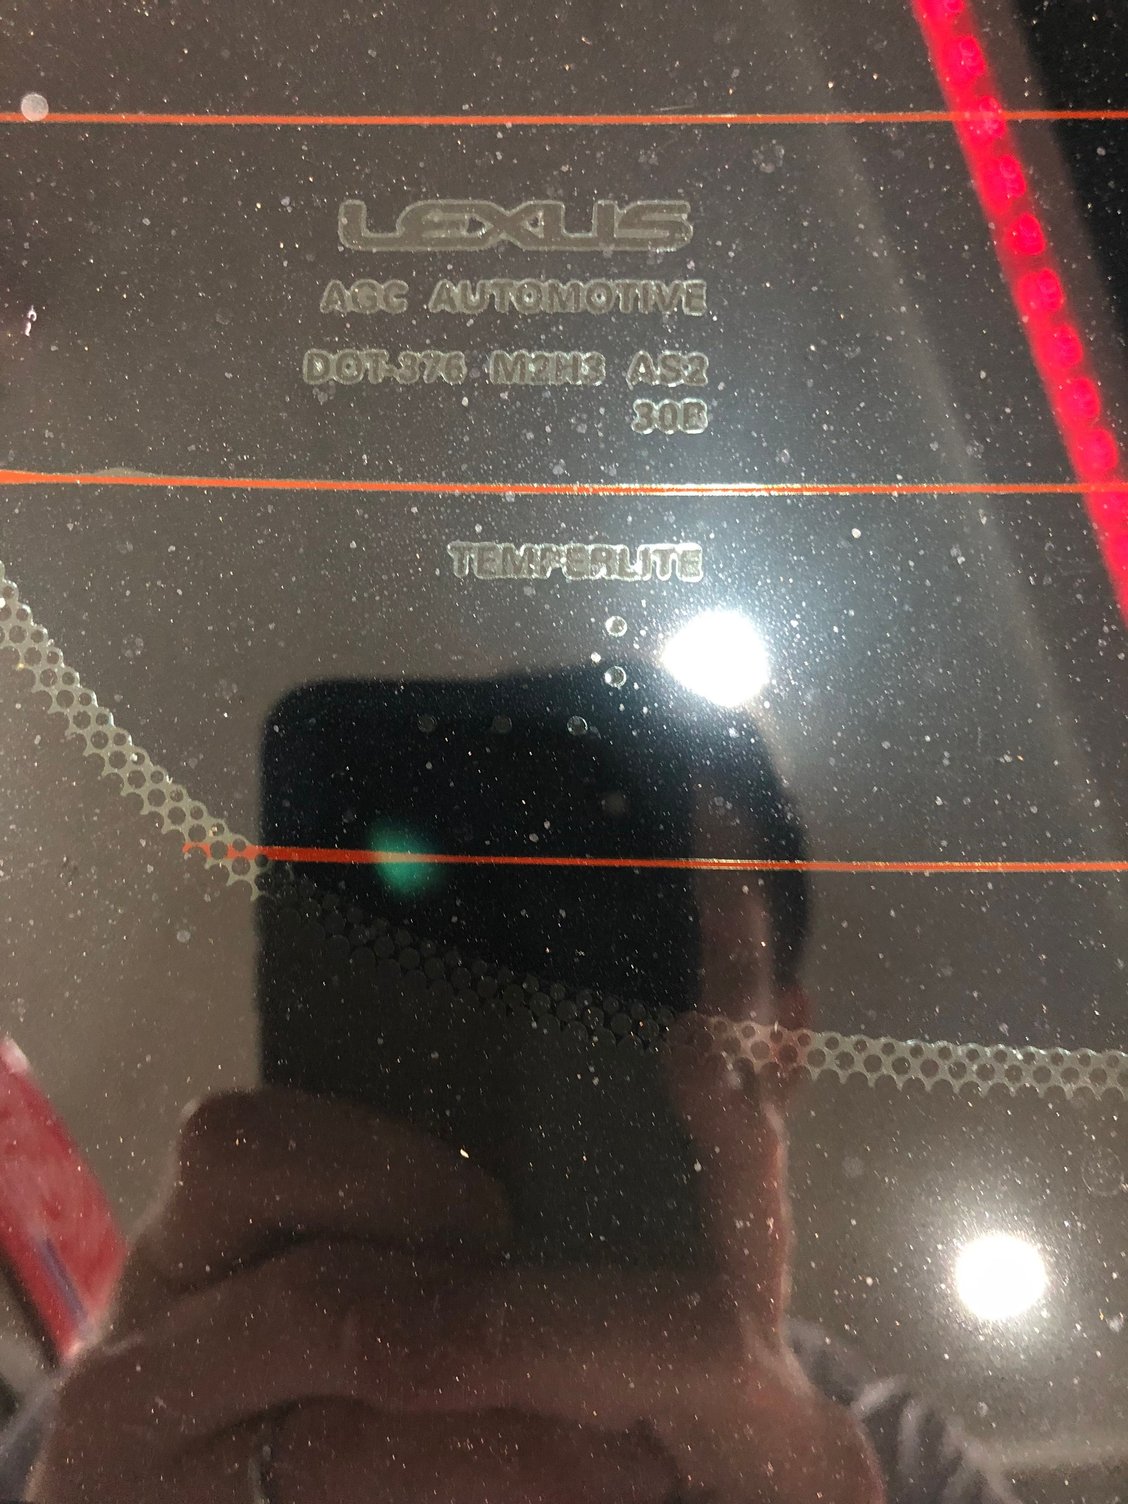 LEXUS
AGC AUTOMOTIVE
DOT-376 M2H3 AS2
30B
TEMPERLITE